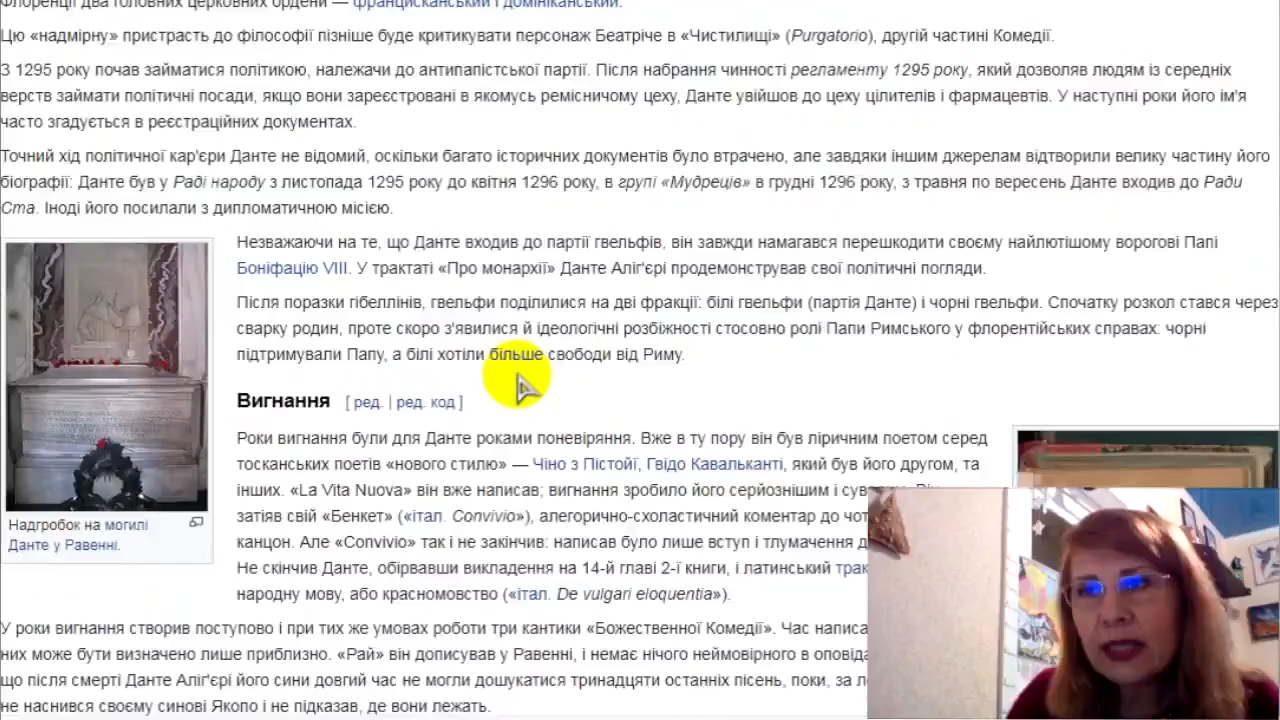 Флоренції два головних церковних ордени — францисканський і домініканський.
Цю «надмірну» пристрасть до філософії пізніше буде критикувати персонаж Беатріче в «Чистилищі» (Purgatorio), другій частині Комедії.
З 1295 року почав займатися політикою, належачи до антипапістської партії. Після набрання чинності регламенту 1295 року, який дозволяв людям із середніх
верств займати політичні посади, якщо вони зареєстровані в якомусь ремісничому цеху, Данте увійшов до цеху цілителів і фармацевтів. У наступні роки його ім'я
часто згадується в реєстраційних документах.
Точний хід політичної кар'єри Данте не відомий, оскільки багато історичних документів було втрачено, але завдяки іншим джерелам відтворили велику частину його
біографії: Данте був у Раді народу з листопада 1295 року до квітня 1296 року, в групі «Мудреців» в грудні 1296 року, з травня по вересень Данте входив до Ради
Ста. Іноді його посилали з дипломатичною місією.
Незважаючи на те, що Данте входив до партії гвельфів, він завжди намагався перешкодити своєму найлютішому ворогові Папі
Боніфацію VIII. У трактаті «Про монархії» Данте Аліґ'єрі продемонстрував свої політичні погляди.
Після поразки гібеллінів, гвельфи поділилися на дві фракції: білі гвельфи (партія Данте) і чорні гвельфи. Спочатку розкол стався через
сварку родин, проте скоро з'явилися й ідеологічні розбіжності стосовно ролі Папи Римського у флорентійських справах: чорні
підтримували Папу, а білі хотіли більше свободи від Риму.
Вигнання [ ред. | ред. код ]
Роки вигнання були для Данте роками поневіряння. Вже в ту пору він був ліричним поетом серед
тосканських поетів «нового стилю» — Чіно з Пістойї, Гвідо Кавальканті, який був його другом, та
інших. «La Vita Nuova» він вже написав; вигнання зробило його серйознішим і
затіяв свій «Бенкет» («італ. Convivio»), алегорично-схоластичний коментар до
канцон. Але «Convivio» так і не закінчив: написав було лише вступ і тлумачення
Не скінчив Данте, обірвавши викладення на 14-й главі 2-ї книги, і латинський
народну мову, або красномовство («італ. De vulgari eloquentia»).
Надгробок на могилі
Данте у Равенні.
У роки вигнання створив поступово і при тих же умовах роботи три кантики «Божественної Комедії». Час
них може бути визначено лише приблизно. «Рай» він дописував у Равенні, і немає нічого неймовірного в
що після смерті Данте Аліґ'єрі його сини довгий час не могли дошукатися тринадцяти останніх пісень, поки, за
не наснився своєму синові Якопо і не підказав, де вони лежать.